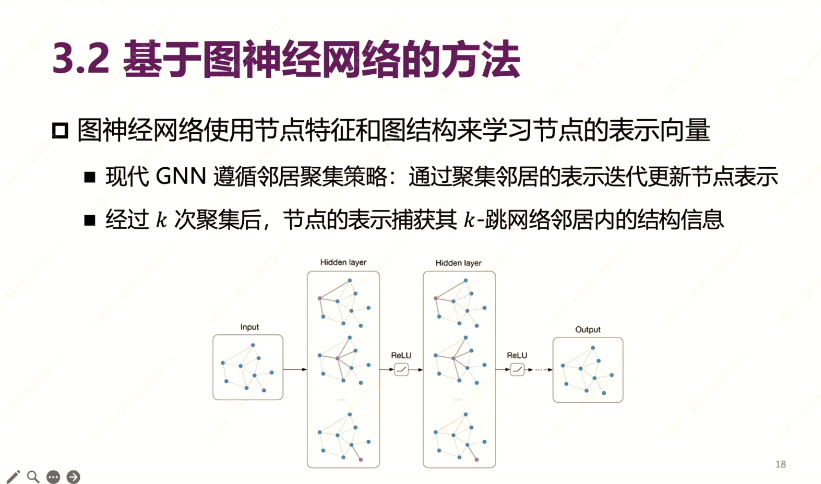 3.2 基于图神经网络的方法
图神经网络使用节点特征和图结构来学习节点的表示向量
现代 GNN 遵循邻居聚集策略：通过聚集邻居的表示迭代更新节点表示
经过 k 次聚集后，节点的表示捕获其 k-跳网络邻居内的结构信息
Hidden layer
Hidden layer
Input
Output
ReLU
ReLU
18